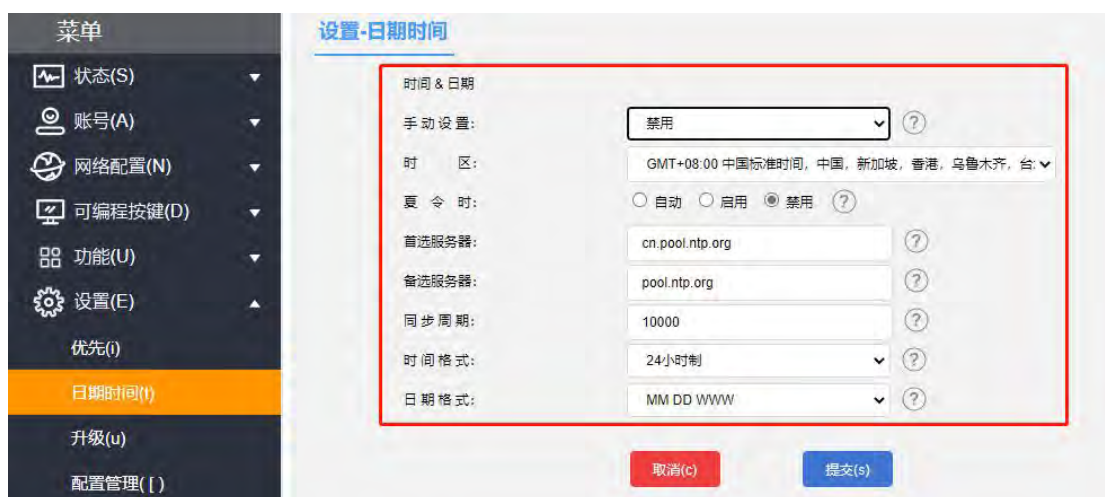 菜单
状态(S)
账号(A)
网络配置(N)
可编程按键(D)
功能(U)
设置(E)
优先(i)
日期时间(t)
升级(u)
配置管理( [ )
设置-日期时间
时间 & 日期
手动设置: 禁用 ?
时 区: GMT+08:00 中国标准时间, 中国, 新加坡, 香港, 乌鲁木齐, 台:
夏 令 时: 自动 启用 禁用 ?
首选服务器: cn.pool.ntp.org ?
备选服务器: pool.ntp.org ?
同步周期: 10000 ?
时间格式: 24小时制 ?
日期格式: MM DD WWW ?
取消(c) 提交(s)